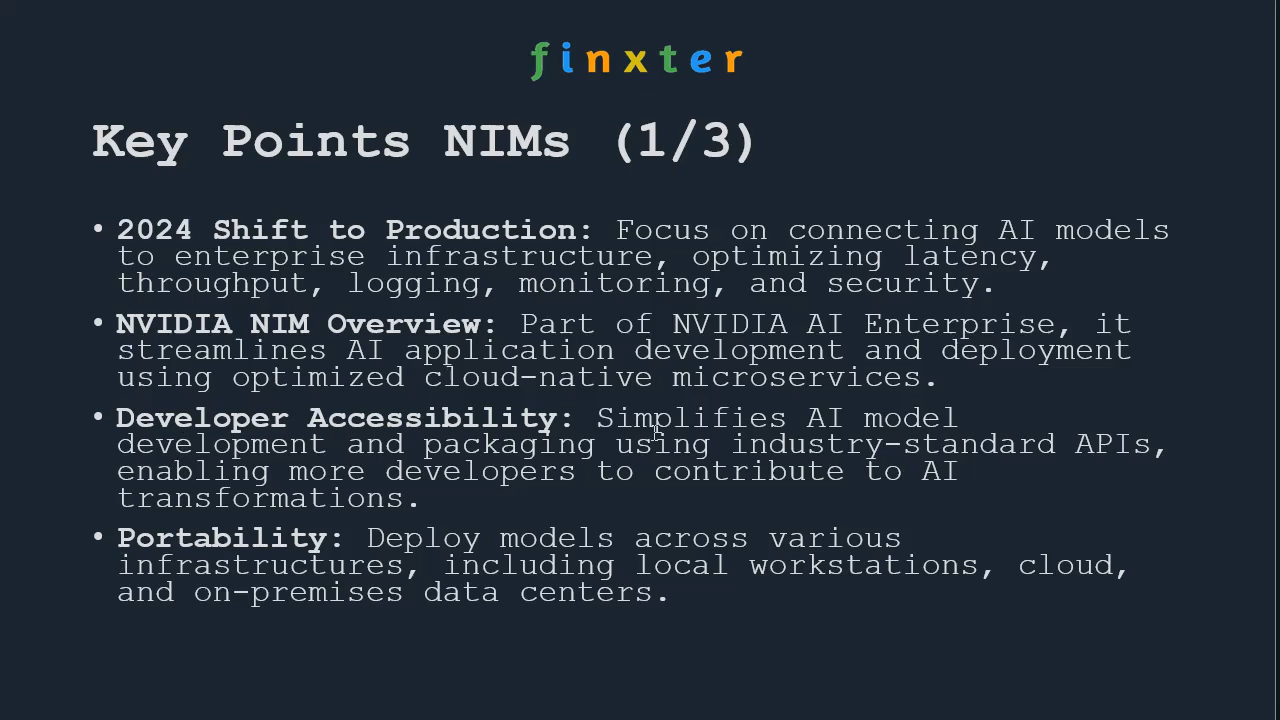 finxter
Key Points NIMs (1/3)
• 2024 Shift to Production: Focus on connecting AI models
to enterprise infrastructure, optimizing latency,
throughput, logging, monitoring, and security.
• NVIDIA NIM Overview: Part of NVIDIA AI Enterprise, it
streamlines AI application development and deployment
using optimized cloud-native microservices.
• Developer Accessibility: Simplifies AI model
development and packaging using industry-standard APIs,
enabling more developers to contribute to AI
transformations.
• Portability: Deploy models across various
infrastructures, including local workstations, cloud,
and on-premises data centers.